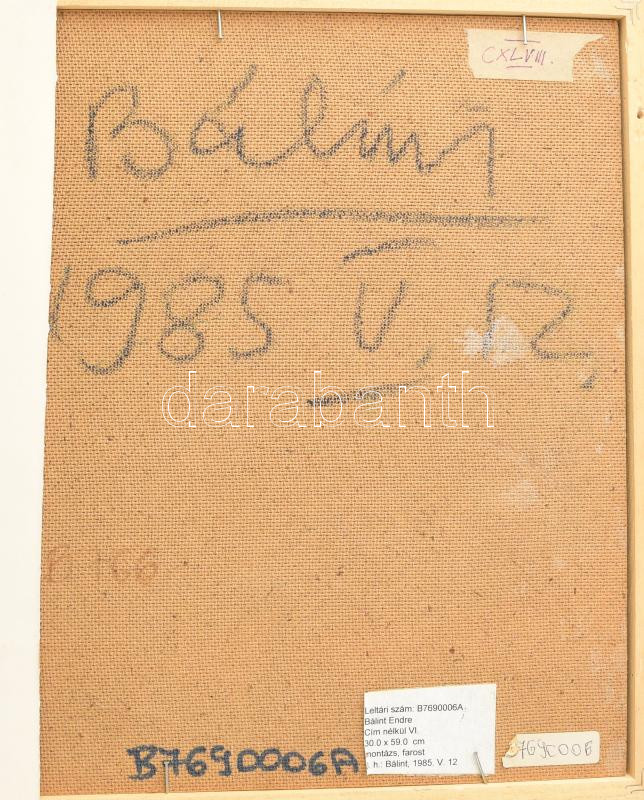 CXLVIII.
Bálint
1985 V. 12.
darabanth
B 166
Leltári szám: B7690006A
Bálint Endre
Cím nélkül VI.
30.0 x 59.0 cm
montázs, farost
h.: Bálint, 1985. V. 12
B7690006A